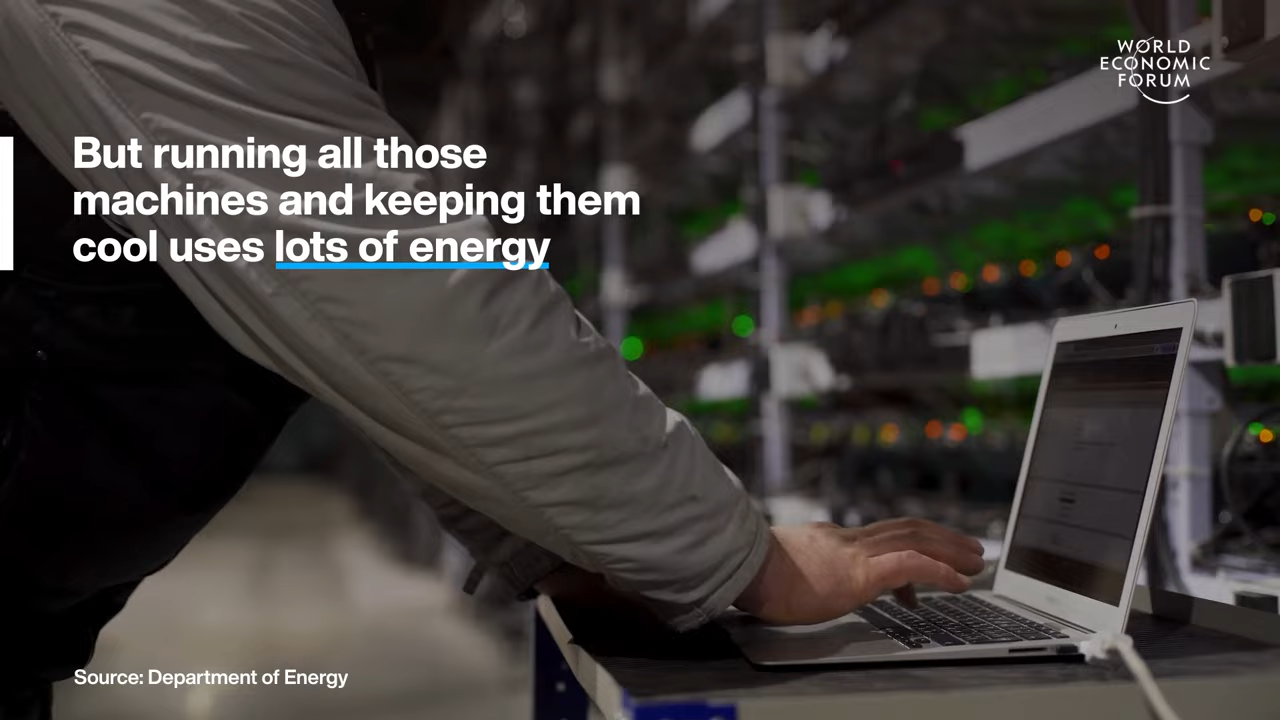 WORLD
ECONOMIC
FORUM
But running all those
machines and keeping them
cool uses lots of energy
Source: Department of Energy